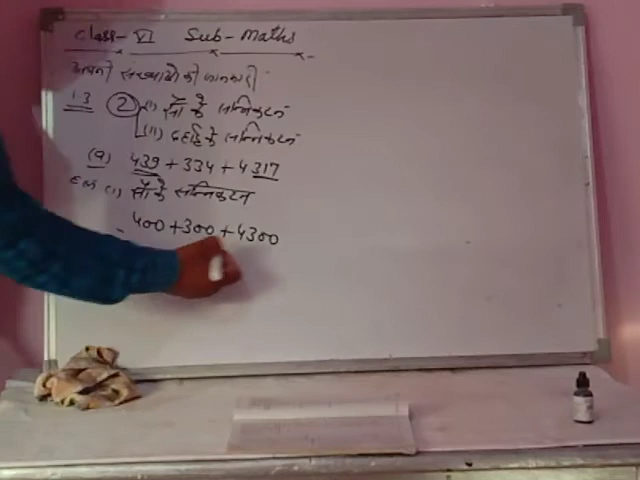 Class - VI Sub - Maths
अपनी संख्याओं की जानकारी
1.3 (2) (i) सौ के सन्निकटन
(ii) दहाई के सन्निकटन
(a) 439 + 334 + 4317
हल (i) सौ के सन्निकटन
= 400 + 300 + 4300